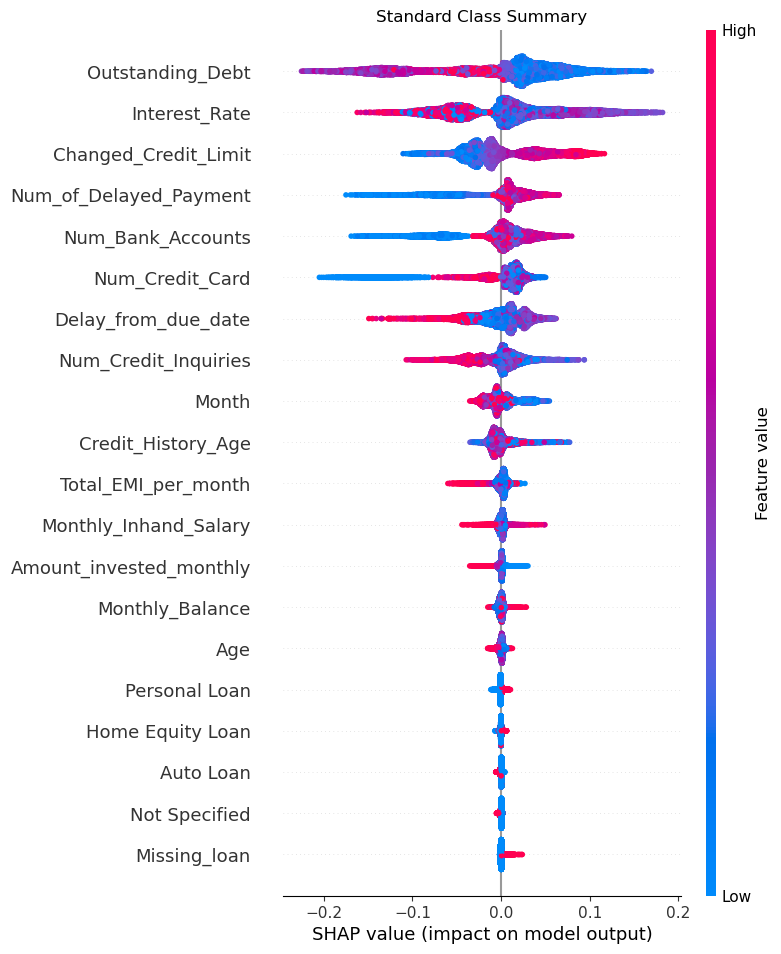 Standard Class Summary
High
Outstanding_Debt
Interest_Rate
Changed_Credit_Limit
Num_of_Delayed_Payment
Num_Bank_Accounts
Num_Credit_Card
Delay_from_due_date
Num_Credit_Inquiries
Month
Credit_History_Age
Total_EMI_per_month
Monthly_Inhand_Salary
Amount_invested_monthly
Monthly_Balance
Age
Personal Loan
Home Equity Loan
Auto Loan
Not Specified
Missing_loan
Feature value
Low
−0.2 −0.1 0.0 0.1 0.2
SHAP value (impact on model output)